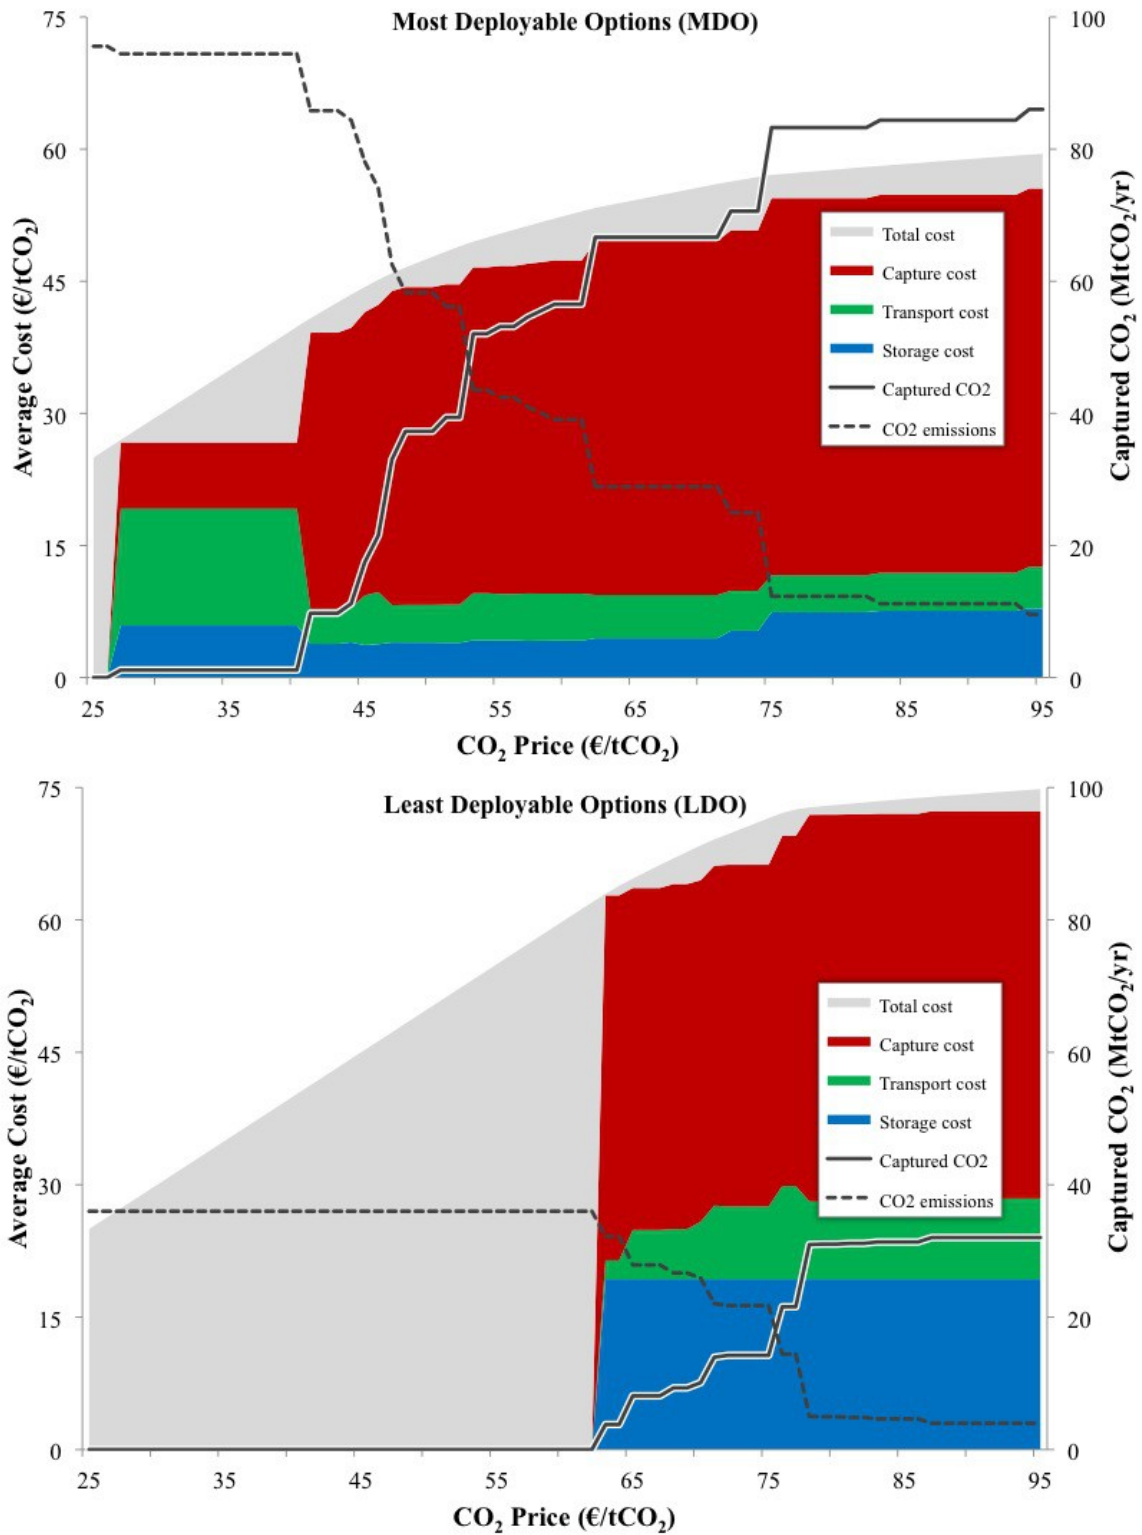 Most Deployable Options (MDO)
75 100
60 80
45 60
30 40
15 20
0 0
Average Cost (€/tCO₂)
Captured CO₂ (MtCO₂/yr)
Total cost
Capture cost
Transport cost
Storage cost
Captured CO2
CO2 emissions
25 35 45 55 65 75 85 95
CO₂ Price (€/tCO₂)
Least Deployable Options (LDO)
75 100
60 80
45 60
30 40
15 20
0 0
Average Cost (€/tCO₂)
Captured CO₂ (MtCO₂/yr)
Total cost
Capture cost
Transport cost
Storage cost
Captured CO2
CO2 emissions
25 35 45 55 65 75 85 95
CO₂ Price (€/tCO₂)